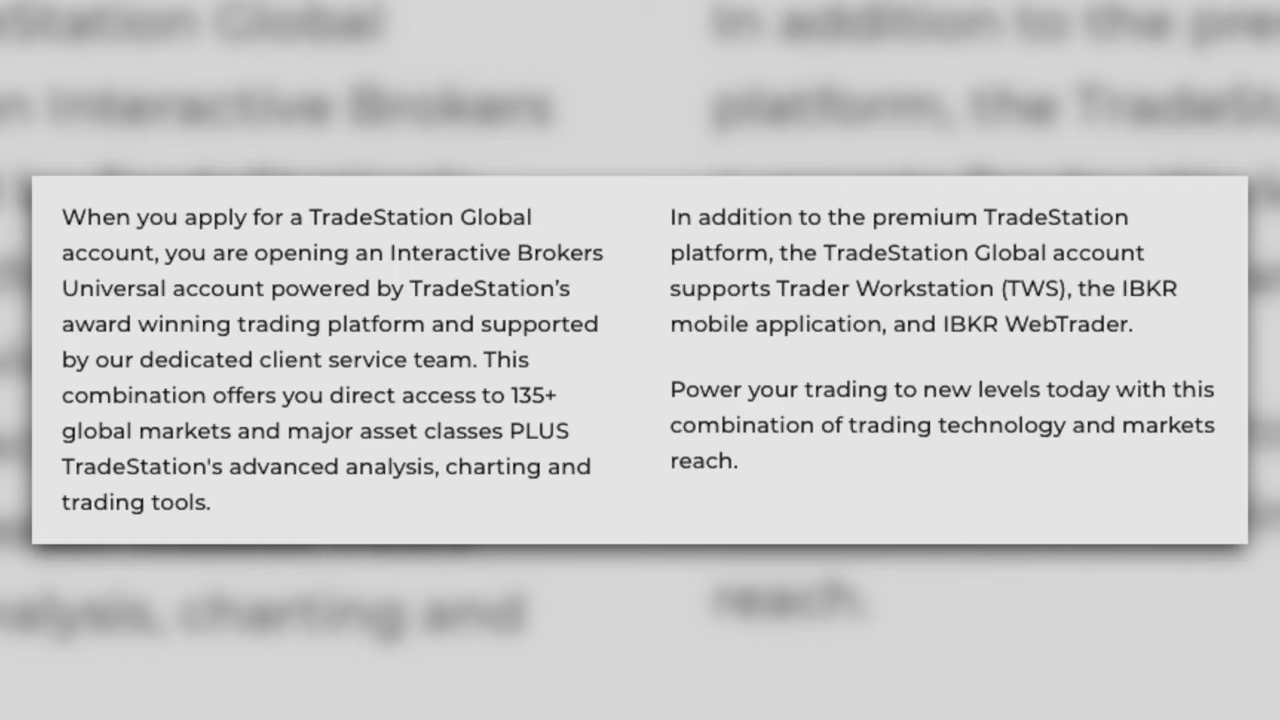 When you apply for a TradeStation Global
account, you are opening an Interactive Brokers
Universal account powered by TradeStation’s
award winning trading platform and supported
by our dedicated client service team. This
combination offers you direct access to 135+
global markets and major asset classes PLUS
TradeStation's advanced analysis, charting and
trading tools.
In addition to the premium TradeStation
platform, the TradeStation Global account
supports Trader Workstation (TWS), the IBKR
mobile application, and IBKR WebTrader.
Power your trading to new levels today with this
combination of trading technology and markets
reach.